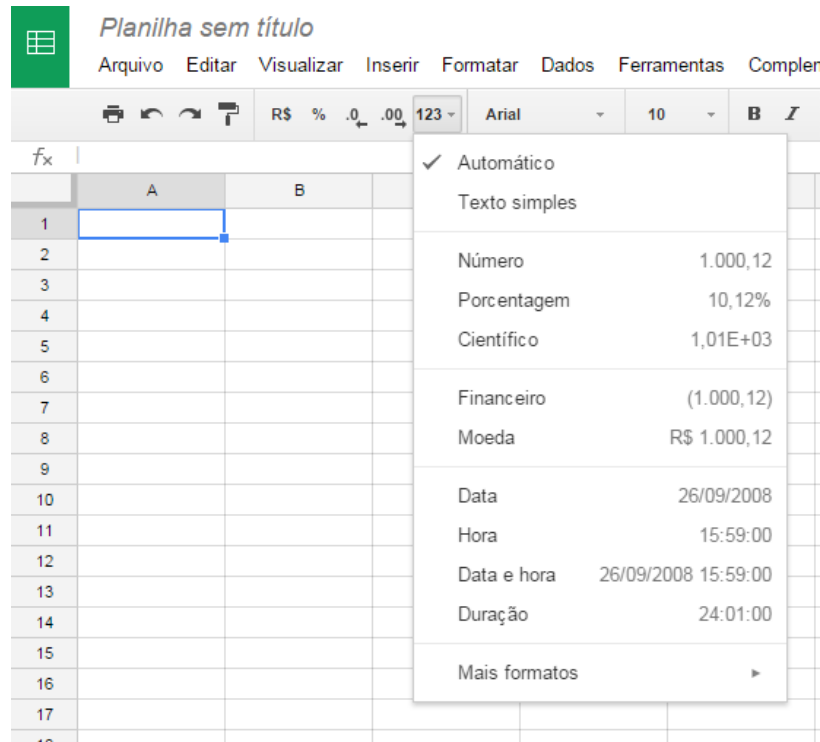 Planilha sem título
Arquivo Editar Visualizar Inserir Formatar Dados Ferramentas Complem
R$ % .0 .00 123 Arial 10 B I
fx
A B
Automático
Texto simples
Número 1.000,12
Porcentagem 10,12%
Científico 1,01E+03
Financeiro (1.000,12)
Moeda R$ 1.000,12
Data 26/09/2008
Hora 15:59:00
Data e hora 26/09/2008 15:59:00
Duração 24:01:00
Mais formatos
1
2
3
4
5
6
7
8
9
10
11
12
13
14
15
16
17